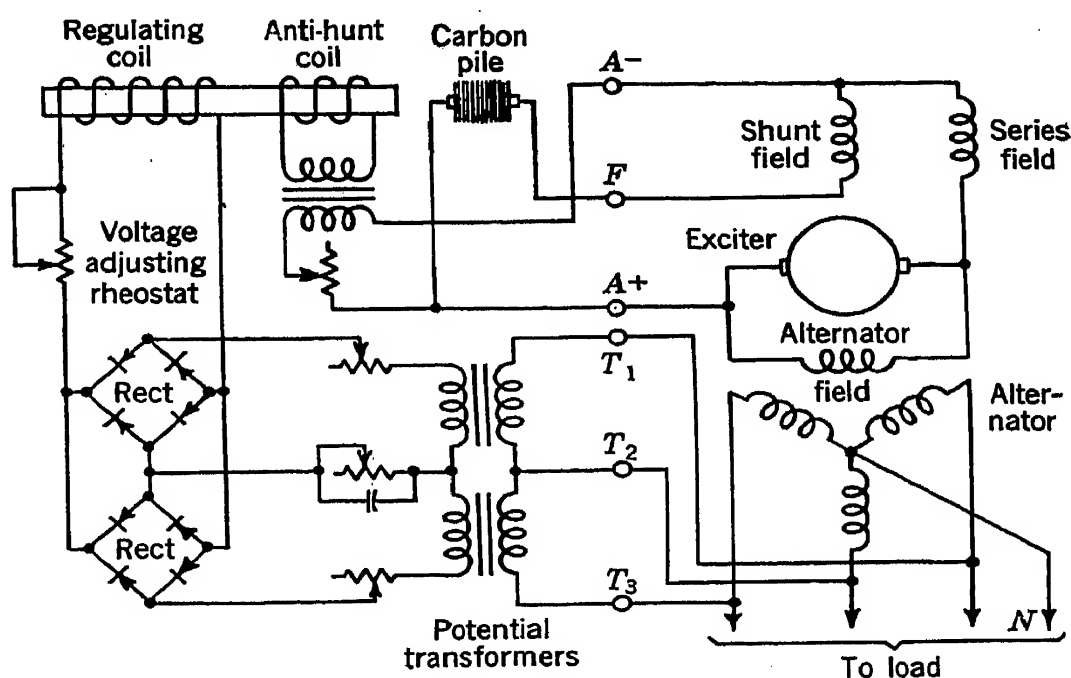 Regulating
coil
Anti-hunt
coil
Carbon
pile
A−
Shunt
field
Series
field
F
Voltage
adjusting
rheostat
Exciter
A+
Alternator
field
T1
Rect
Alter-
nator
T2
Rect
T3
N
Potential
transformers
To load